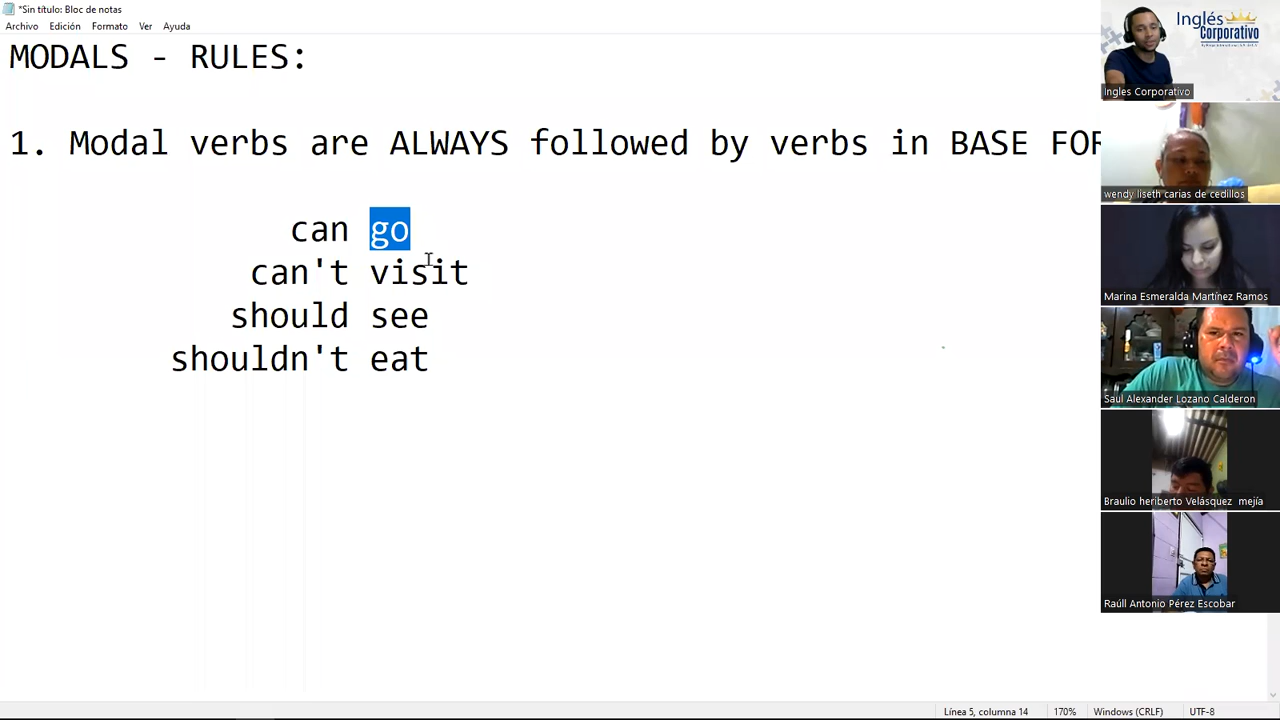 *Sin título: Bloc de notas
Archivo Edición Formato Ver Ayuda
MODALS - RULES:
1. Modal verbs are ALWAYS followed by verbs in BASE FOR
can go
can't visit
should see
shouldn't eat
Inglés
Corporativo
Ingles Corporativo
wendy liseth carias de cedillos
Marina Esmeralda Martínez Ramos
Saul Alexander Lozano Calderon
Braulio heriberto Velásquez mejía
Raúll Antonio Pérez Escobar
Línea 5, columna 14 170% Windows (CRLF) UTF-8